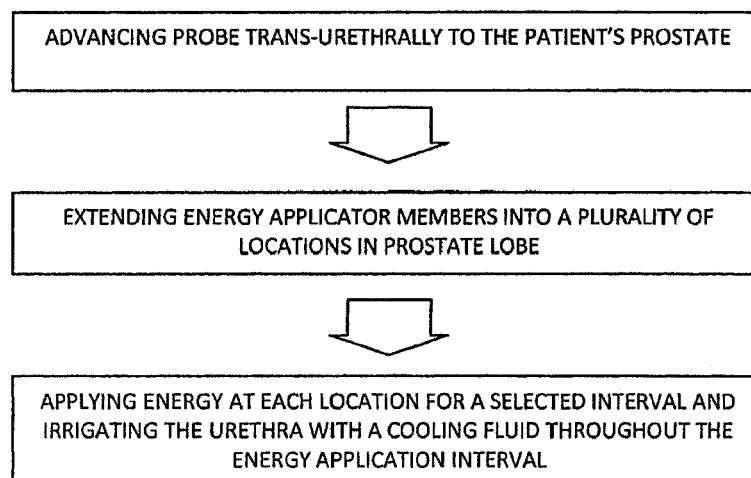 ADVANCING PROBE TRANS-URETHRALLY TO THE PATIENT'S PROSTATE
EXTENDING ENERGY APPLICATOR MEMBERS INTO A PLURALITY OF
LOCATIONS IN PROSTATE LOBE
APPLYING ENERGY AT EACH LOCATION FOR A SELECTED INTERVAL AND
IRRIGATING THE URETHRA WITH A COOLING FLUID THROUGHOUT THE
ENERGY APPLICATION INTERVAL